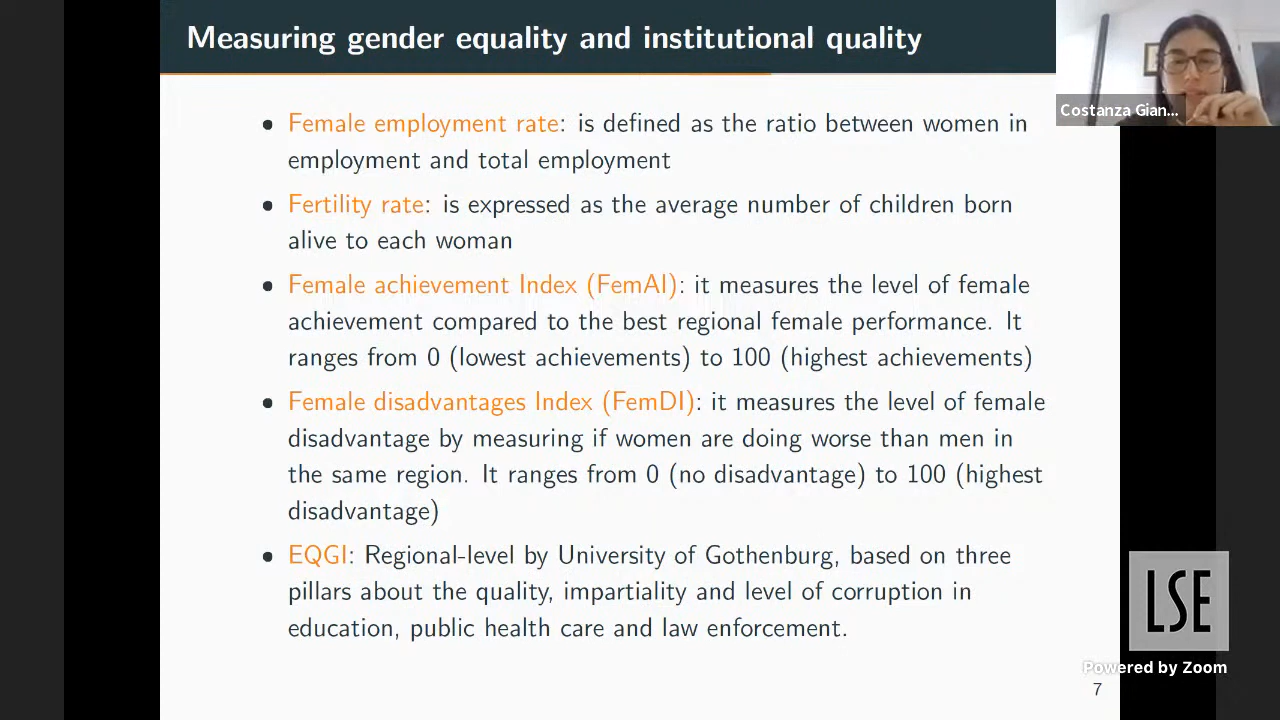 Measuring gender equality and institutional quality
Costanza Gian...
• Female employment rate: is defined as the ratio between women in
employment and total employment
• Fertility rate: is expressed as the average number of children born
alive to each woman
• Female achievement Index (FemAI): it measures the level of female
achievement compared to the best regional female performance. It
ranges from 0 (lowest achievements) to 100 (highest achievements)
• Female disadvantages Index (FemDI): it measures the level of female
disadvantage by measuring if women are doing worse than men in
the same region. It ranges from 0 (no disadvantage) to 100 (highest
disadvantage)
• EQGI: Regional-level by University of Gothenburg, based on three
pillars about the quality, impartiality and level of corruption in
education, public health care and law enforcement.
LSE
Powered by Zoom
7